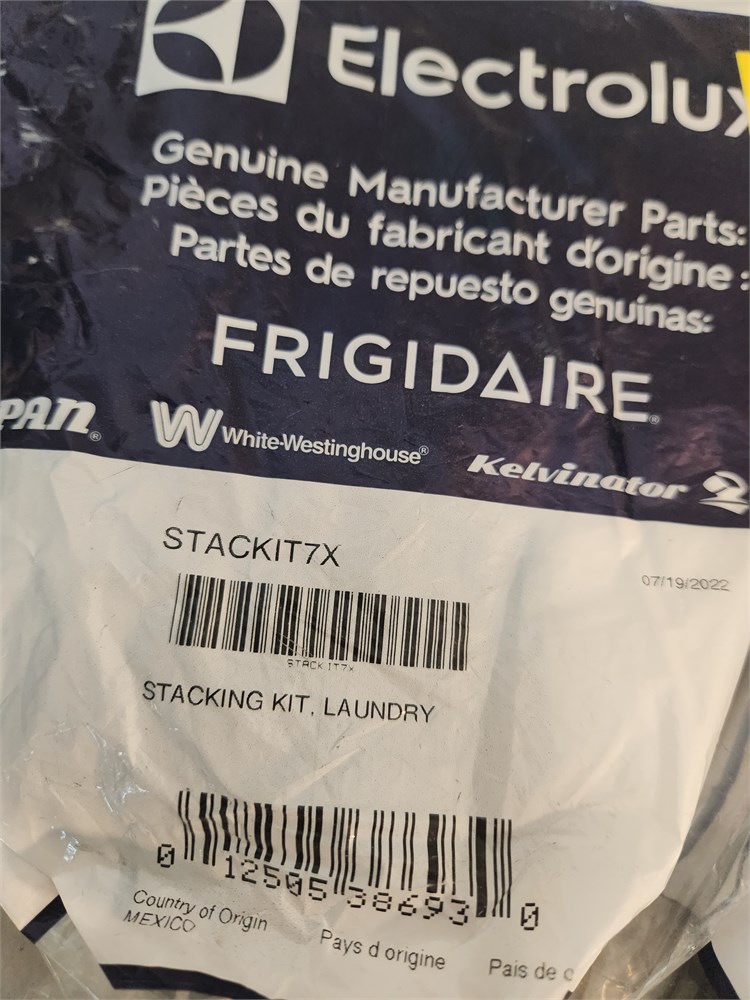 Electrolux
Genuine Manufacturer Parts:
Pièces du fabricant d'origine :
Partes de repuesto genuinas:
FRIGIDAIRE®
PAN® White-Westinghouse® Kelvinator
STACKIT7X
07/19/2022
STACKIT7X
STACKING KIT, LAUNDRY
0 12505 38693 0
Country of Origin Pays d origine Pais de o
MEXICO